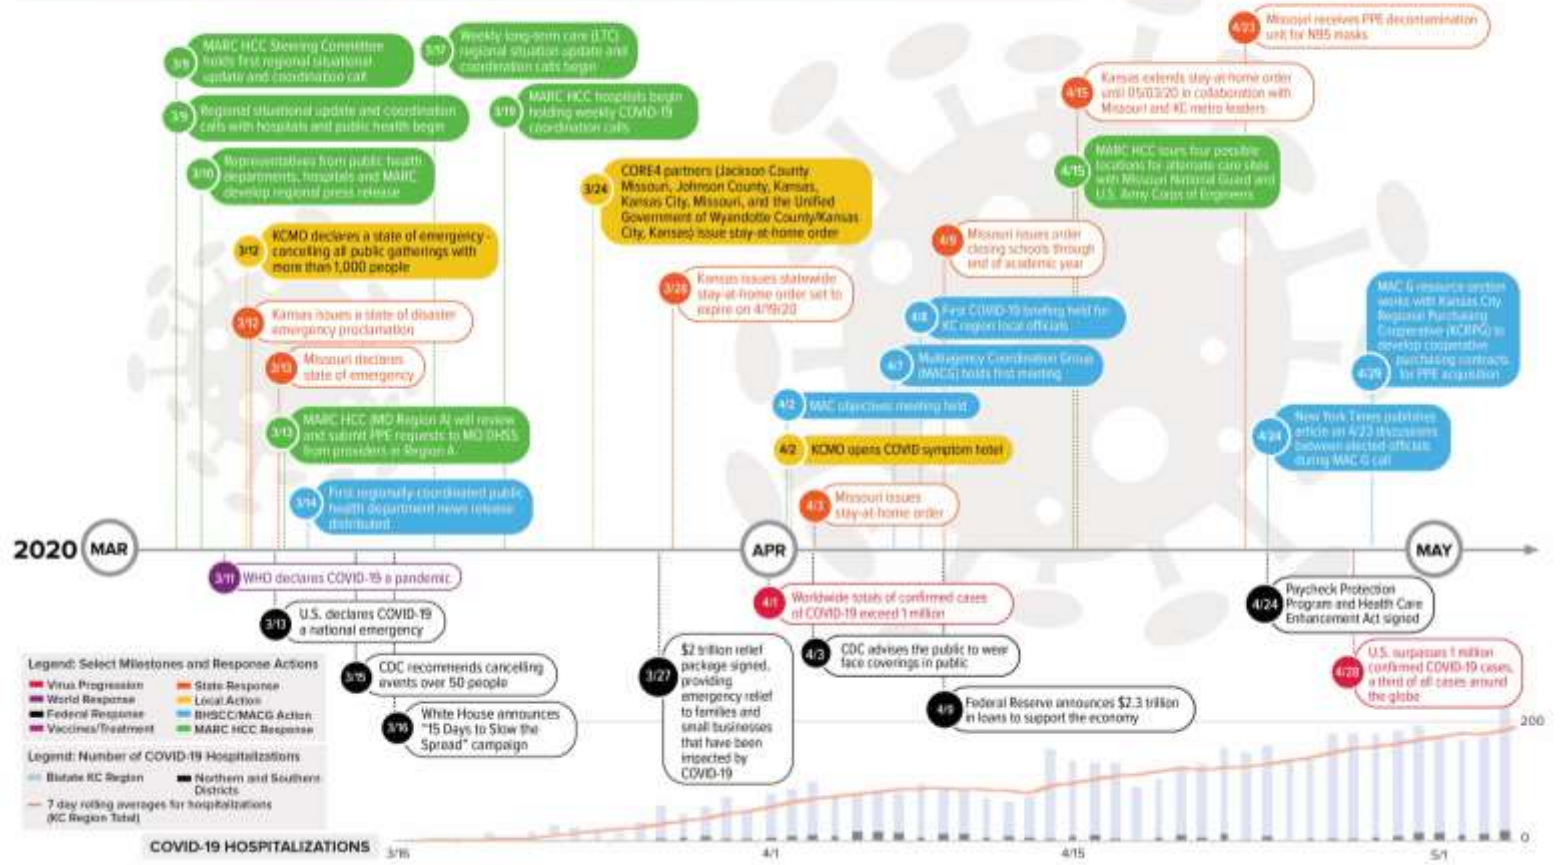 3/9
MARC HCC Steering Committee
holds first regional situational
update and coordination call
3/9
Regional situational update and coordination
calls with hospitals and public health begin
3/10
Representatives from public health
departments, hospitals and MARC
develop regional press release
3/12
KCMO declares a state of emergency -
cancelling all public gatherings with
more than 1,000 people
3/12
Kansas issues a state of disaster
emergency proclamation
3/13
Missouri declares
state of emergency
3/13
MARC HCC (MO Region A) will review
and submit PPE requests to MO DHSS
from providers in Region A
3/14
First regionally coordinated public
health department news release
distributed
3/17
Weekly long-term care (LTC)
regional situation update and
coordination calls begin
3/19
MARC HCC hospitals begin
holding weekly COVID-19
coordination calls
3/24
CORE4 partners (Jackson County
Missouri, Johnson County, Kansas,
Kansas City, Missouri, and the Unified
Government of Wyandotte County/Kansas
City, Kansas) issue stay-at-home order
3/28
Kansas issues statewide
stay-at-home order set to
expire on 4/19/20
4/2
MAC objectives meeting held
4/2
KCMO opens COVID symptom hotel
4/3
Missouri issues
stay-at-home order
4/7
Multiagency Coordination Group
(MACG) holds first meeting
4/8
First COVID-19 briefing held for
KC region local officials
4/9
Missouri issues order
closing schools through
end of academic year
4/15
Kansas extends stay-at-home order
until 05/03/20 in collaboration with
Missouri and KC metro leaders
4/15
MARC HCC tours four possible
locations for alternate care sites
with Missouri National Guard and
U.S. Army Corps of Engineers
4/23
Missouri receives PPE decontamination
unit for N95 masks
4/24
New York Times publishes
article on 4/23 discussions
between elected officials
during MAC G call
4/29
MAC G resource section
works with Kansas City
Regional Purchasing
Cooperative (KCRPC) to
develop cooperative
purchasing contracts
for PPE acquisition
2020
MAR
APR
MAY
3/11
WHO declares COVID-19 a pandemic
3/13
U.S. declares COVID-19
a national emergency
3/15
CDC recommends cancelling
events over 50 people
3/16
White House announces
"15 Days to Slow the
Spread" campaign
3/27
$2 trillion relief
package signed,
providing
emergency relief
to families and
small businesses
that have been
impacted by
COVID-19
4/1
Worldwide totals of confirmed cases
of COVID-19 exceed 1 million
4/3
CDC advises the public to wear
face coverings in public
4/9
Federal Reserve announces $2.3 trillion
in loans to support the economy
4/24
Paycheck Protection
Program and Health Care
Enhancement Act signed
4/28
U.S. surpasses 1 million
confirmed COVID-19 cases,
a third of all cases around
the globe
Legend: Select Milestones and Response Actions
Virus Progression
World Response
Federal Response
Vaccines/Treatment
State Response
Local Action
BHSCC/MACG Action
MARC HCC Response
Legend: Number of COVID-19 Hospitalizations
Bistate KC Region
Northern and Southern
Districts
7 day rolling averages for hospitalizations
(KC Region Total)
COVID-19 HOSPITALIZATIONS
3/16
4/1
4/15
5/1
200
0